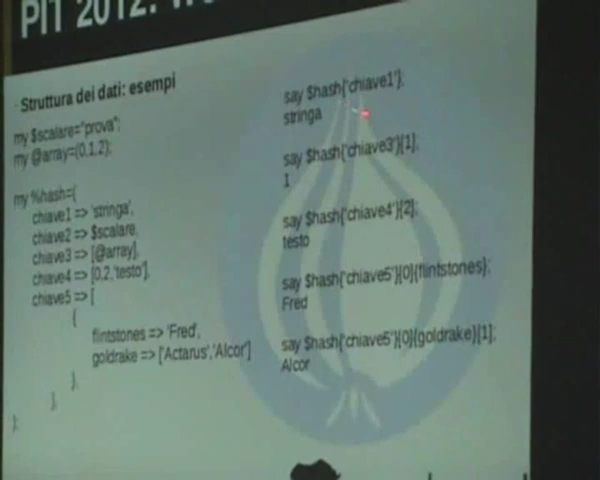 PIT 2012:
· Struttura dei dati: esempi
my $scalare="prova";
my @array=(0,1,2);
my %hash=(
chiave1 => 'stringa',
chiave2 => $scalare,
chiave3 => [@array],
chiave4 => [0,2,'testo'],
chiave5 => [
{
flintstones => 'Fred',
goldrake => ['Actarus','Alcor']
},
],
);
say $hash{'chiave1'};
stringa
say $hash{'chiave3'}[1];
1
say $hash{'chiave4'}[2];
testo
say $hash{'chiave5'}[0]{flintstones};
Fred
say $hash{'chiave5'}[0]{goldrake}[1];
Alcor